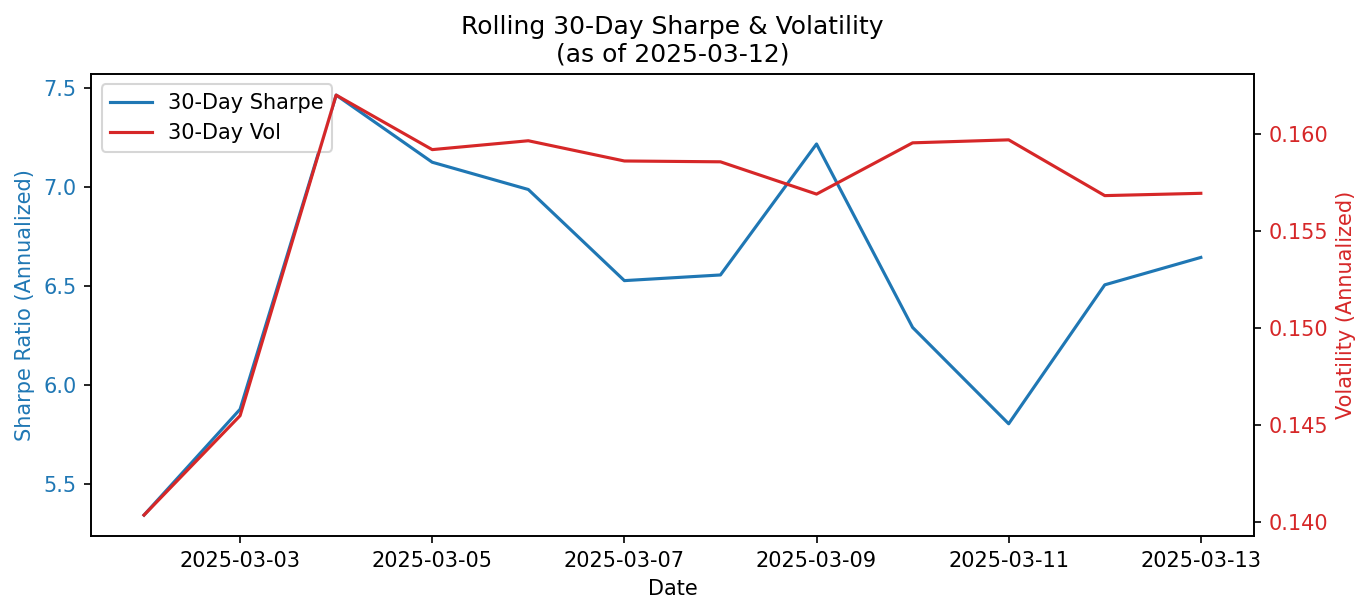 Rolling 30-Day Sharpe & Volatility
(as of 2025-03-12)
30-Day Sharpe
30-Day Vol
Sharpe Ratio (Annualized)
7.5
7.0
6.5
6.0
5.5
0.160
0.155
0.150
0.145
0.140
Volatility (Annualized)
2025-03-03 2025-03-05 2025-03-07 2025-03-09 2025-03-11 2025-03-13
Date